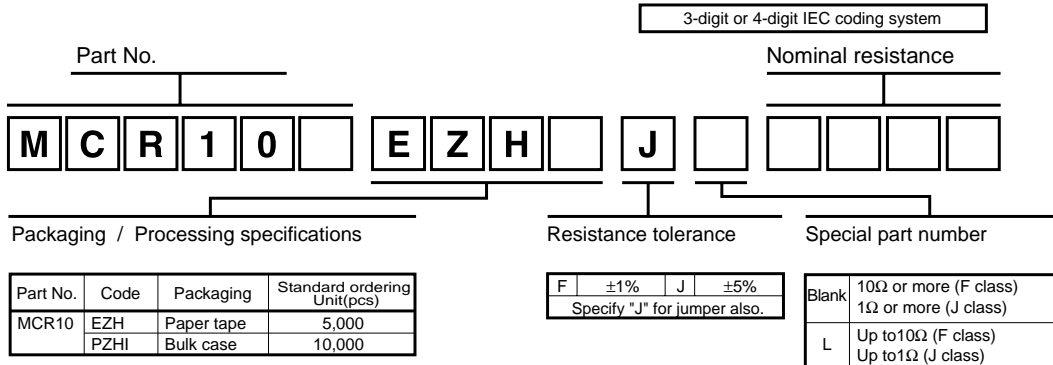 3-digit or 4-digit IEC coding system
Part No.
Nominal resistance
M C R 1 0 E Z H J
Packaging / Processing specifications
Resistance tolerance
Special part number
Part No. Code Packaging Standard ordering Unit(pcs)
MCR10 EZH Paper tape 5,000
PZHI Bulk case 10,000
F ±1% J ±5%
Specify "J" for jumper also.
Blank 10Ω or more (F class)
1Ω or more (J class)
L Up to10Ω (F class)
Up to1Ω (J class)